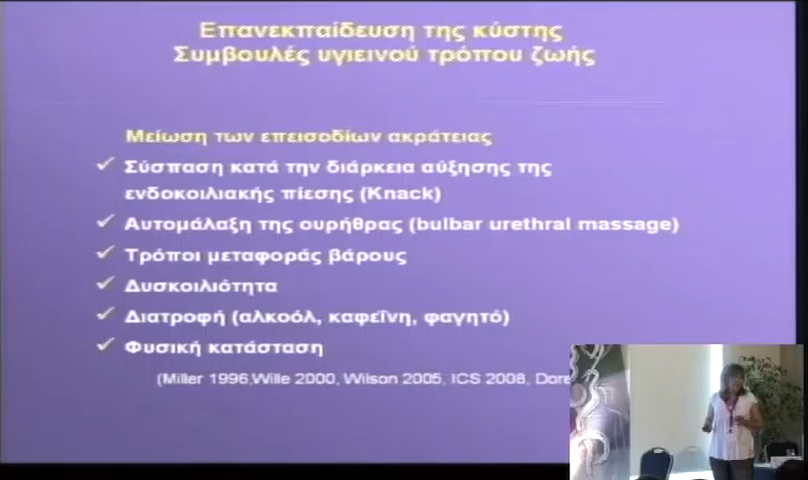 Επανεκπαίδευση της κύστης
Συμβουλές υγιεινού τρόπου ζωής
Μείωση των επεισοδίων ακράτειας
✓ Σύσπαση κατά την διάρκεια αύξησης της
ενδοκοιλιακής πίεσης (Knack)
✓ Αυτομάλαξη της ουρήθρας (bulbar urethral massage)
✓ Τρόποι μεταφοράς βάρους
✓ Δυσκοιλιότητα
✓ Διατροφή (αλκοόλ, καφεΐνη, φαγητό)
✓ Φυσική κατάσταση
(Miller 1996,Wille 2000, Wilson 2005, ICS 2008, Dore